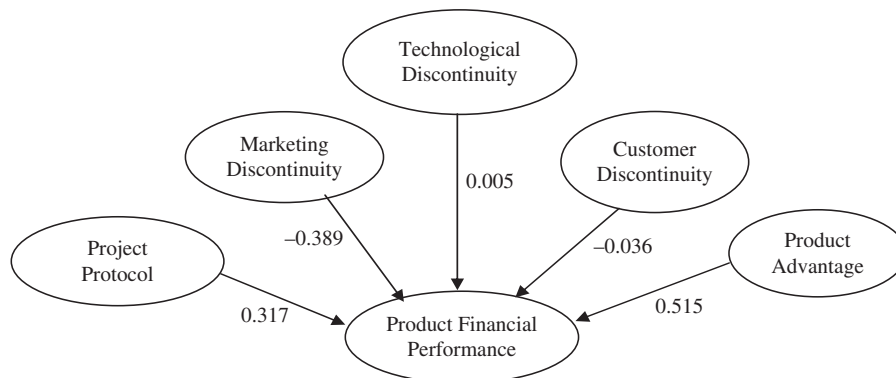 Technological
Discontinuity
Marketing
Discontinuity
Customer
Discontinuity
0.005
–0.389
–0.036
Project
Protocol
Product
Advantage
0.317
0.515
Product Financial
Performance